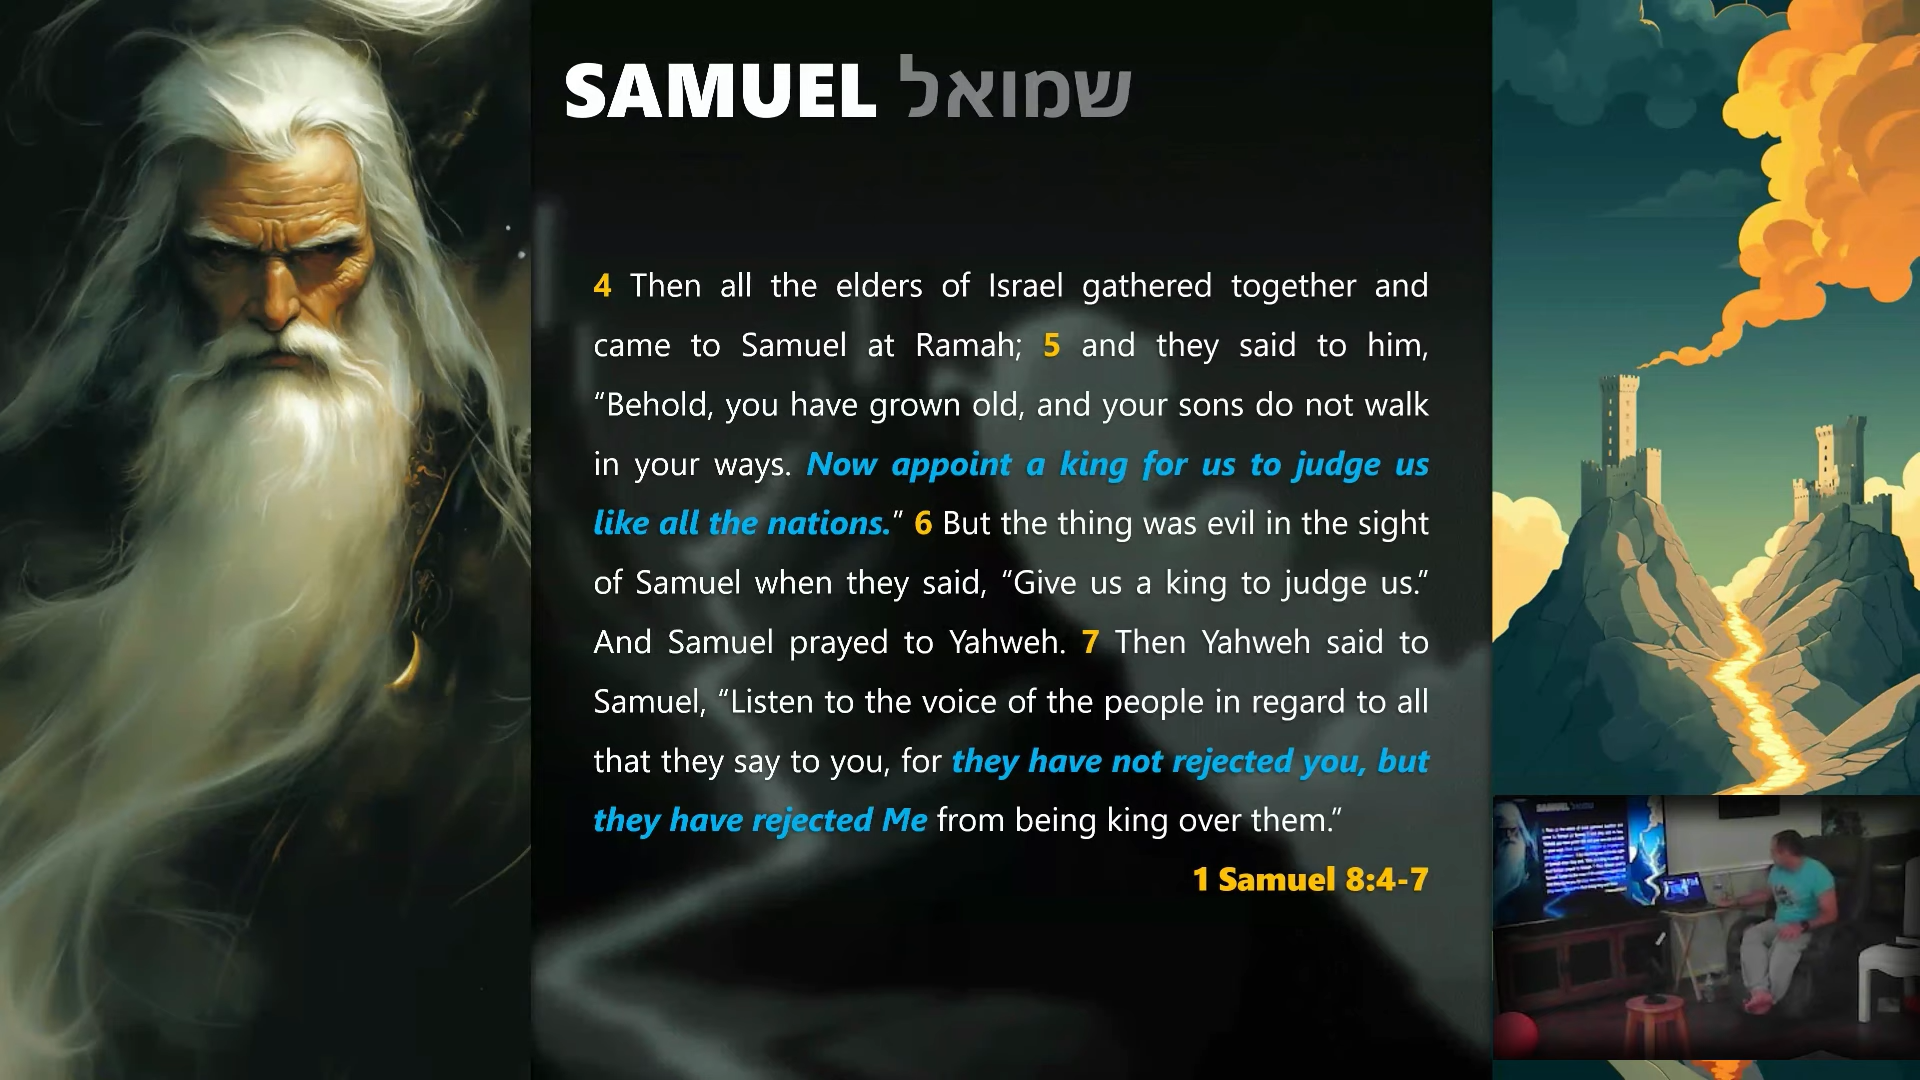 SAMUEL שמואל
4 Then all the elders of Israel gathered together and
came to Samuel at Ramah; 5 and they said to him,
“Behold, you have grown old, and your sons do not walk
in your ways. Now appoint a king for us to judge us
like all the nations.” 6 But the thing was evil in the sight
of Samuel when they said, “Give us a king to judge us.”
And Samuel prayed to Yahweh. 7 Then Yahweh said to
Samuel, “Listen to the voice of the people in regard to all
that they say to you, for they have not rejected you, but
they have rejected Me from being king over them.”
1 Samuel 8:4-7
SAMUEL שמואל